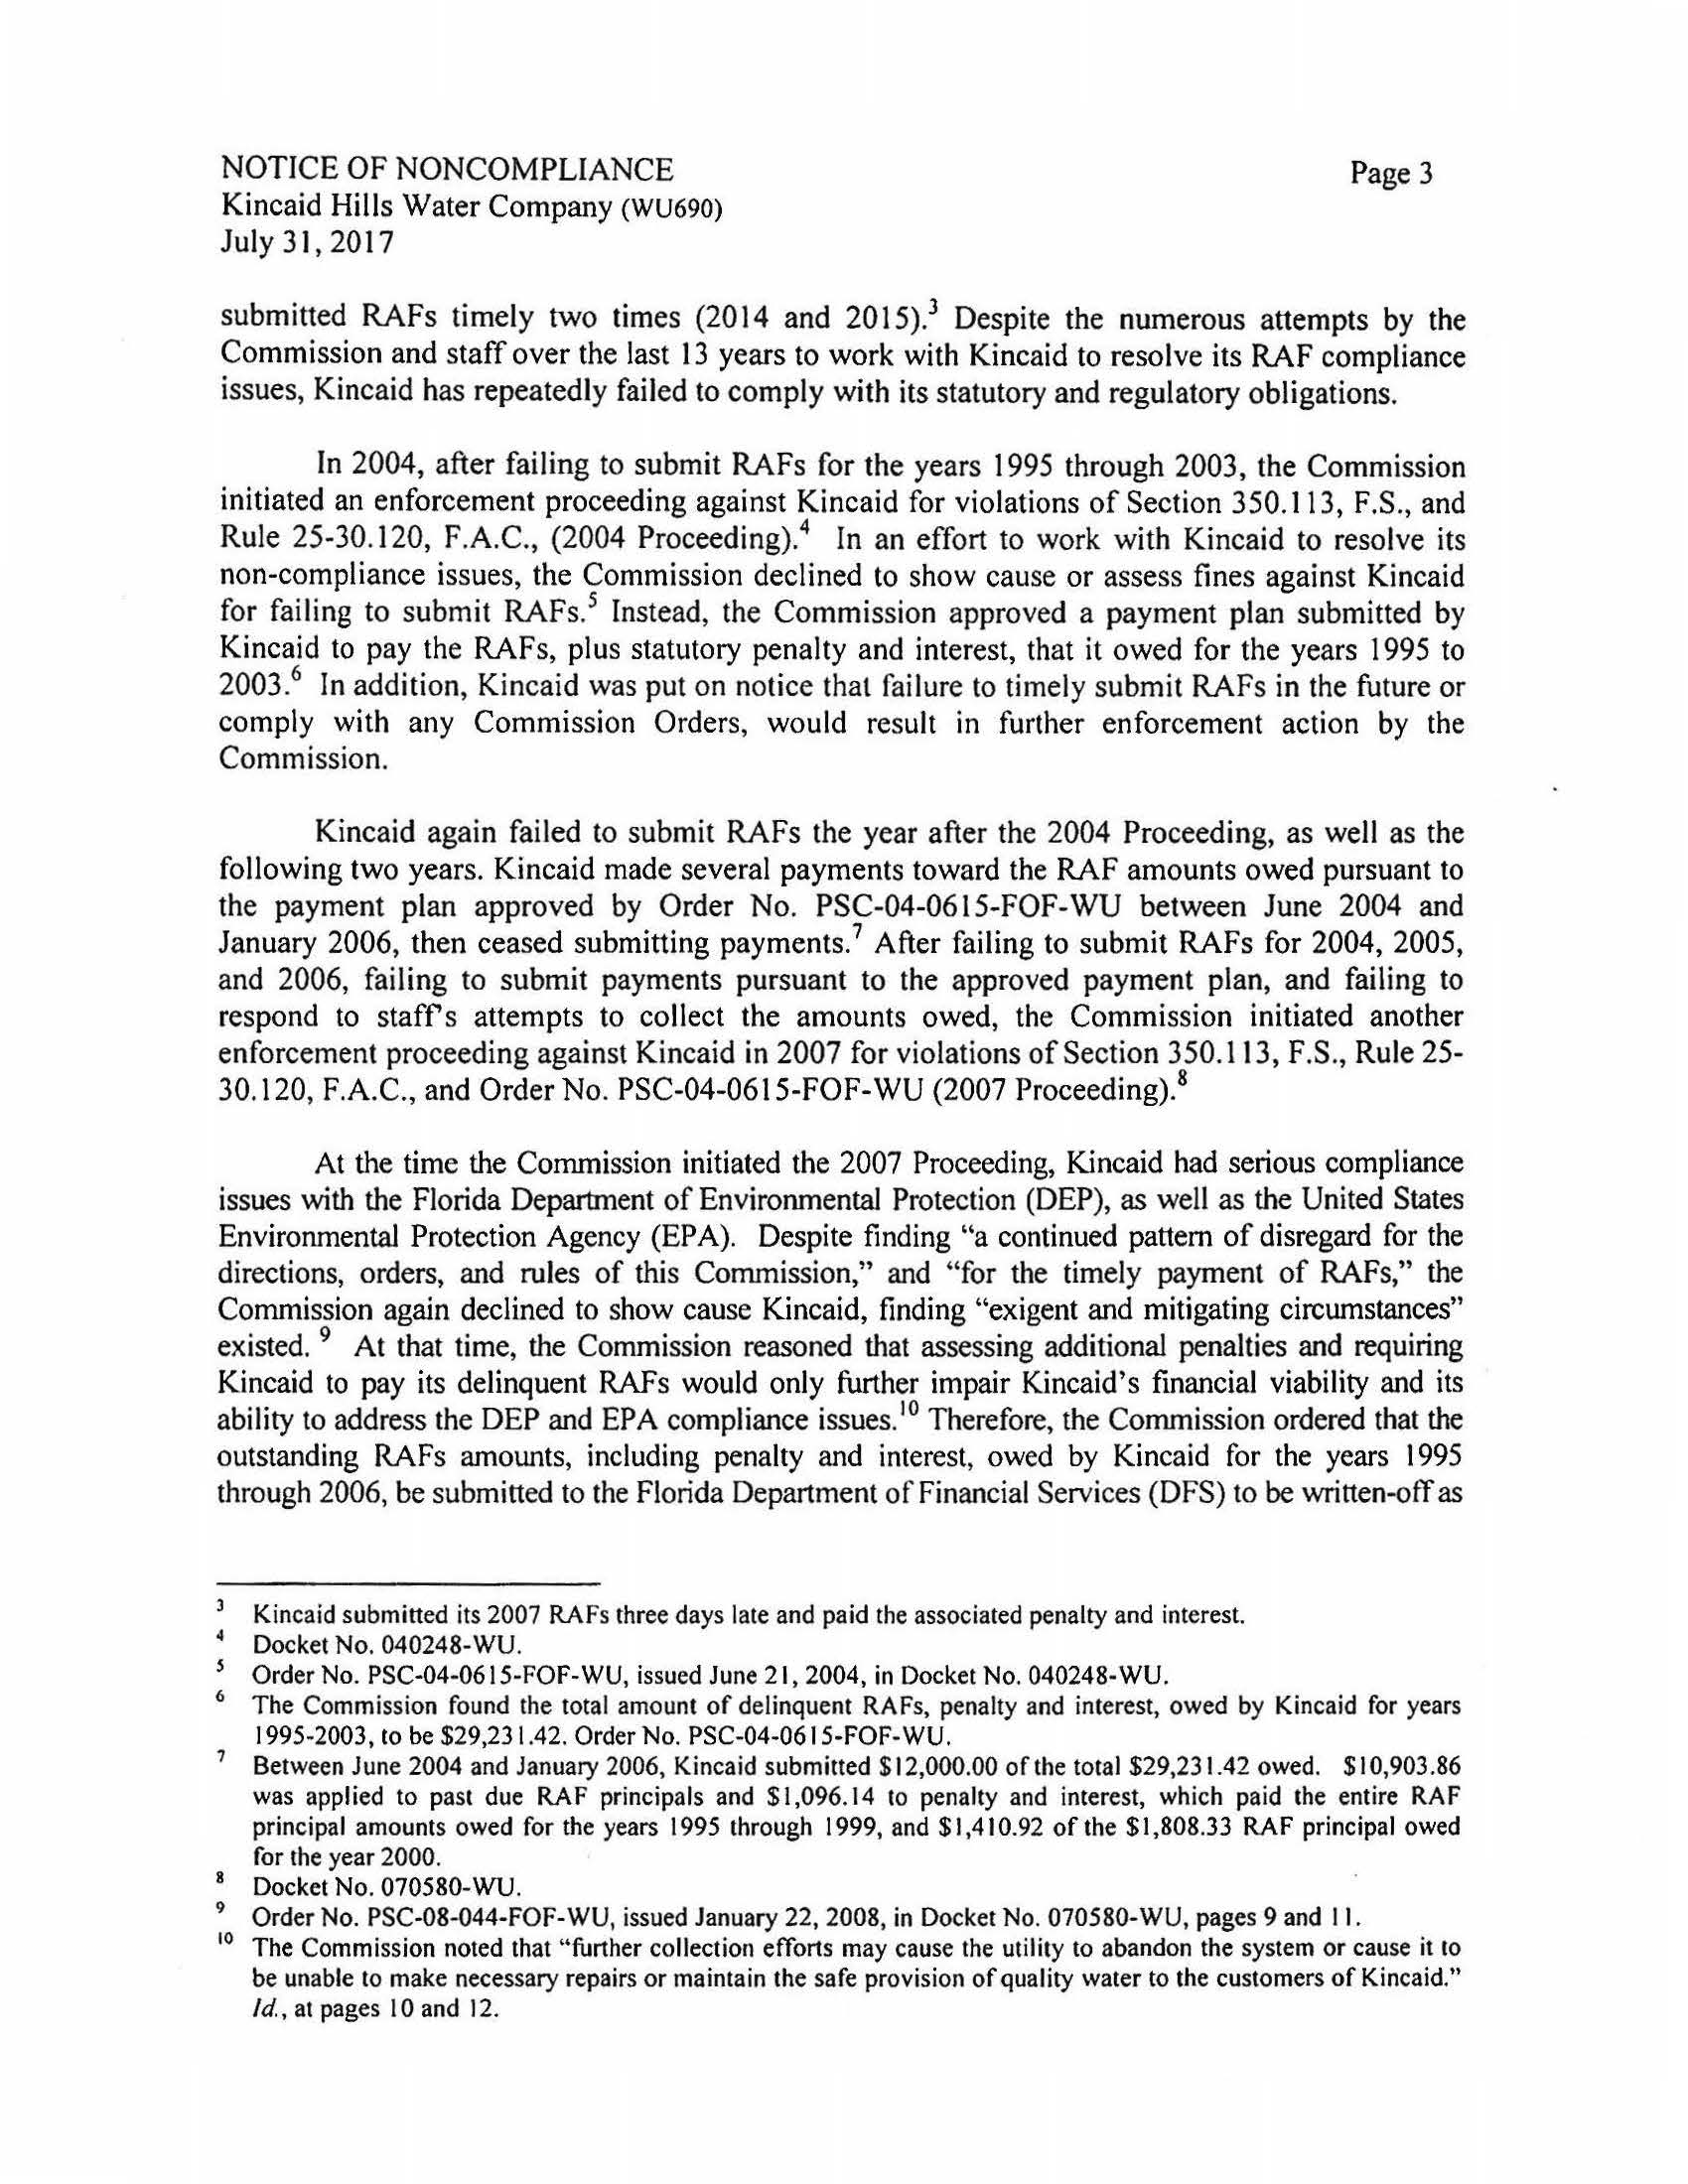 NOTICE OF NONCOMPLIANCE
Page 3
Kincaid Hills Water Company (WU690)
July 31, 2017
submitted RAFs timely two times (2014 and 2015).3 Despite the numerous attempts by the
Commission and staff over the last 13 years to work with Kincaid to resolve its RAF compliance
issues, Kincaid has repeatedly failed to comply with its statutory and regulatory obligations.
In 2004, after failing to submit RAFs for the years 1995 through 2003, the Commission
initiated an enforcement proceeding against Kincaid for violations of Section 350.113, F.S., and
Rule 25-30.120, F.A.C., (2004 Proceeding).4 In an effort to work with Kincaid to resolve its
non-compliance issues, the Commission declined to show cause or assess fines against Kincaid
for failing to submit RAFs.5 Instead, the Commission approved a payment plan submitted by
Kincaid to pay the RAFs, plus statutory penalty and interest, that it owed for the years 1995 to
2003.6 In addition, Kincaid was put on notice that failure to timely submit RAFs in the future or
comply with any Commission Orders, would result in further enforcement action by the
Commission.
Kincaid again failed to submit RAFs the year after the 2004 Proceeding, as well as the
following two years. Kincaid made several payments toward the RAF amounts owed pursuant to
the payment plan approved by Order No. PSC-04-0615-FOF-WU between June 2004 and
January 2006, then ceased submitting payments.7 After failing to submit RAFs for 2004, 2005,
and 2006, failing to submit payments pursuant to the approved payment plan, and failing to
respond to staff's attempts to collect the amounts owed, the Commission initiated another
enforcement proceeding against Kincaid in 2007 for violations of Section 350.113, F.S., Rule 25-
30.120, F.A.C., and Order No. PSC-04-0615-FOF-WU (2007 Proceeding).8
At the time the Commission initiated the 2007 Proceeding, Kincaid had serious compliance
issues with the Florida Department of Environmental Protection (DEP), as well as the United States
Environmental Protection Agency (EPA). Despite finding “a continued pattern of disregard for the
directions, orders, and rules of this Commission,” and “for the timely payment of RAFs,” the
Commission again declined to show cause Kincaid, finding “exigent and mitigating circumstances”
existed. 9 At that time, the Commission reasoned that assessing additional penalties and requiring
Kincaid to pay its delinquent RAFs would only further impair Kincaid's financial viability and its
ability to address the DEP and EPA compliance issues.10 Therefore, the Commission ordered that the
outstanding RAFs amounts, including penalty and interest, owed by Kincaid for the years 1995
through 2006, be submitted to the Florida Department of Financial Services (DFS) to be written-off as
3 Kincaid submitted its 2007 RAFs three days late and paid the associated penalty and interest.
4 Docket No. 040248-WU.
5 Order No. PSC-04-0615-FOF-WU, issued June 21, 2004, in Docket No. 040248-WU.
6 The Commission found the total amount of delinquent RAFs, penalty and interest, owed by Kincaid for years
1995-2003, to be $29,231.42. Order No. PSC-04-0615-FOF-WU.
7 Between June 2004 and January 2006, Kincaid submitted $12,000.00 of the total $29,231.42 owed. $10,903.86
was applied to past due RAF principals and $1,096.14 to penalty and interest, which paid the entire RAF
principal amounts owed for the years 1995 through 1999, and $1,410.92 of the $1,808.33 RAF principal owed
for the year 2000.
8 Docket No. 070580-WU.
9 Order No. PSC-08-044-FOF-WU, issued January 22, 2008, in Docket No. 070580-WU, pages 9 and 11.
10 The Commission noted that “further collection efforts may cause the utility to abandon the system or cause it to
be unable to make necessary repairs or maintain the safe provision of quality water to the customers of Kincaid.”
Id., at pages 10 and 12.